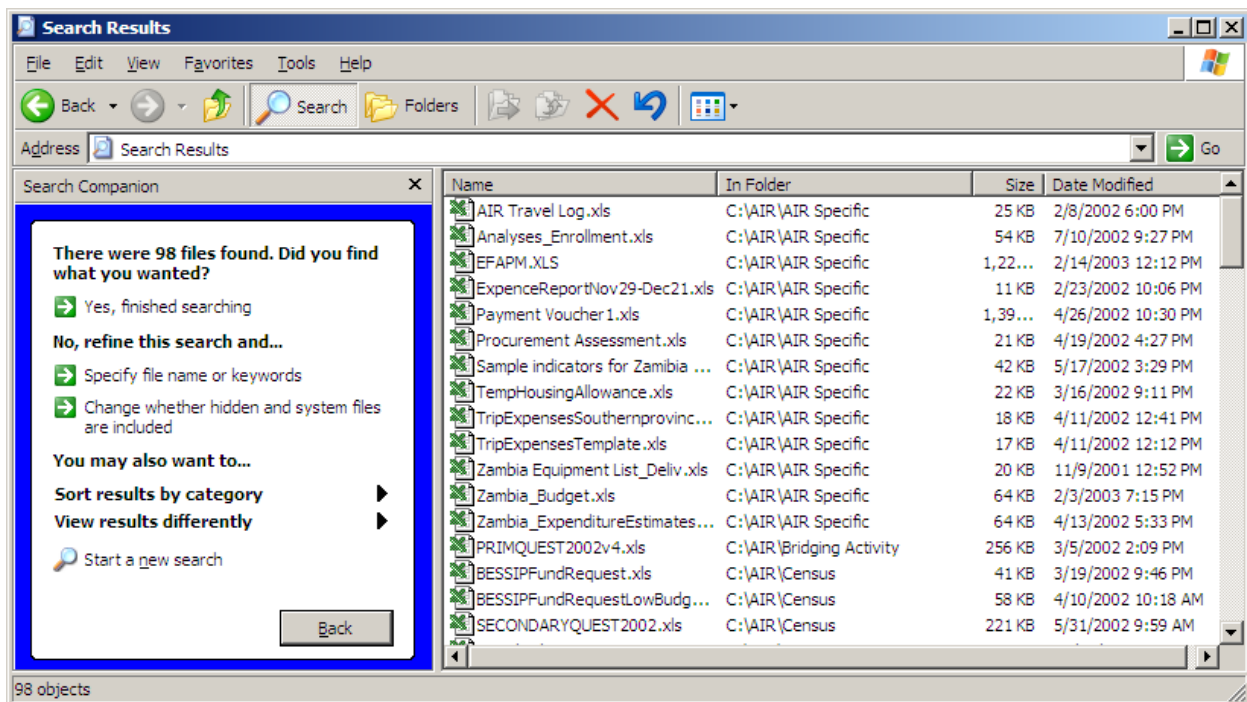 Search Results
File Edit View Favorites Tools Help
Back Search Folders
Address Search Results Go
Search Companion
There were 98 files found. Did you find
what you wanted?
Yes, finished searching
No, refine this search and...
Specify file name or keywords
Change whether hidden and system files
are included
You may also want to...
Sort results by category
View results differently
Start a new search
Back
Name In Folder Size Date Modified
AIR Travel Log.xls C:\AIR\AIR Specific 25 KB 2/8/2002 6:00 PM
Analyses_Enrollment.xls C:\AIR\AIR Specific 54 KB 7/10/2002 9:27 PM
EFAPM.XLS C:\AIR\AIR Specific 1,22... 2/14/2003 12:12 PM
ExpenceReportNov29-Dec21.xls C:\AIR\AIR Specific 11 KB 2/23/2002 10:06 PM
Payment Voucher1.xls C:\AIR\AIR Specific 1,39... 4/26/2002 10:30 PM
Procurement Assessment.xls C:\AIR\AIR Specific 21 KB 4/19/2002 4:27 PM
Sample indicators for Zambia ... C:\AIR\AIR Specific 42 KB 5/17/2002 3:29 PM
TempHousingAllowance.xls C:\AIR\AIR Specific 22 KB 3/16/2002 9:11 PM
TripExpensesSouthernprovinc... C:\AIR\AIR Specific 18 KB 4/11/2002 12:41 PM
TripExpensesTemplate.xls C:\AIR\AIR Specific 17 KB 4/11/2002 12:12 PM
Zambia Equipment List_Deliv.xls C:\AIR\AIR Specific 20 KB 11/9/2001 12:52 PM
Zambia_Budget.xls C:\AIR\AIR Specific 64 KB 2/3/2003 7:15 PM
Zambia_ExpenditureEstimates... C:\AIR\AIR Specific 64 KB 4/13/2002 5:33 PM
PRIMQUEST2002v4.xls C:\AIR\Bridging Activity 256 KB 3/5/2002 2:09 PM
BESSIPFundRequest.xls C:\AIR\Census 41 KB 3/19/2002 9:46 PM
BESSIPFundRequestLowBudg... C:\AIR\Census 58 KB 4/10/2002 10:18 AM
SECONDARYQUEST2002.xls C:\AIR\Census 221 KB 5/31/2002 9:59 AM
98 objects